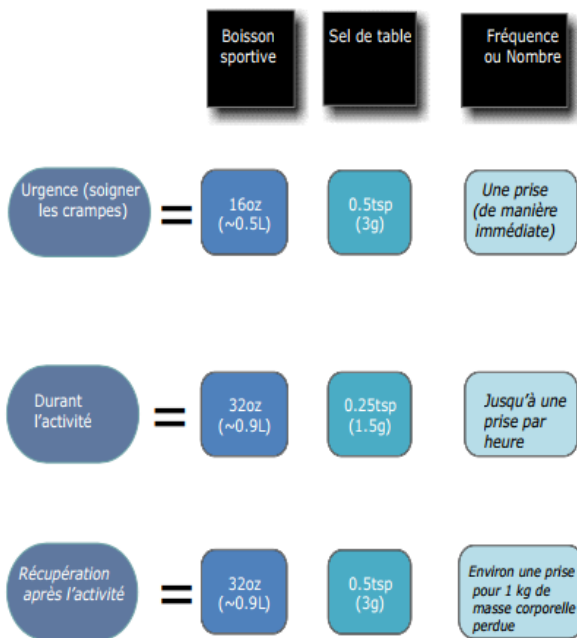 Boisson
sportive
Sel de table
Fréquence
ou Nombre
Urgence (soigner
les crampes)
=
16oz
(~0.5L)
0.5tsp
(3g)
Une prise
(de manière
immédiate)
Durant
l’activité
=
32oz
(~0.9L)
0.25tsp
(1.5g)
Jusqu’à une
prise par
heure
Récupération
après l’activité
=
32oz
(~0.9L)
0.5tsp
(3g)
Environ une prise
pour 1 kg de
masse corporelle
perdue